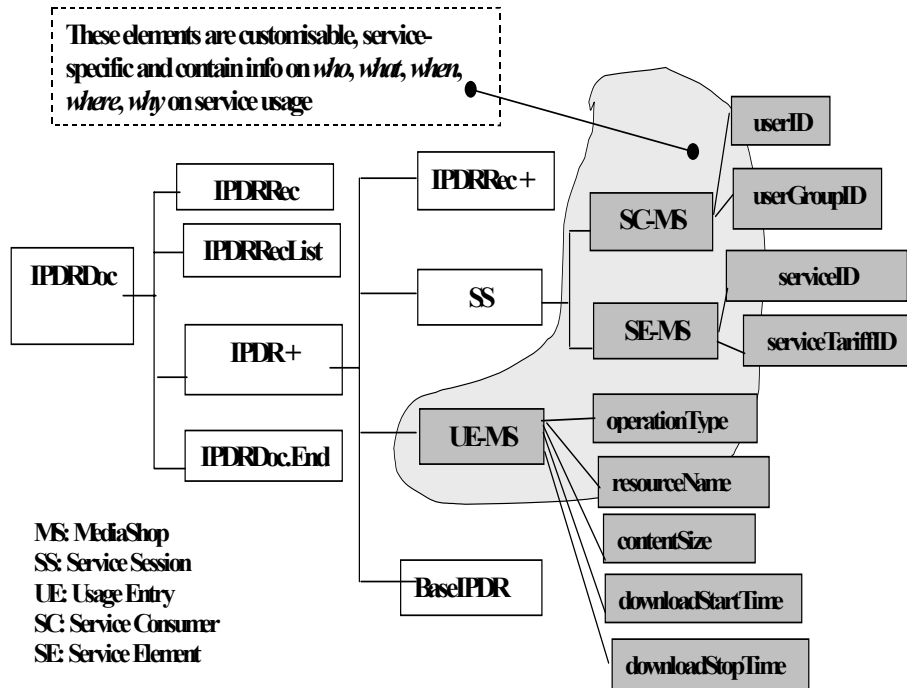 These elements are customisable, service-
specific and contain info on who, what, when,
where, why on service usage
userID
IPDRRec
IPDRRec +
userGroupID
SC-MS
IPDRRecList
IPDRDoc
serviceID
SS
SE-MS
serviceTariffID
IPDR +
operationType
UE-MS
IPDRDoc.End
resourceName
MS: MediaShop
contentSize
SS: Service Session
UE: Usage Entry
BaseIPDR
downloadStartTime
SC: Service Consumer
SE: Service Element
downloadStopTime